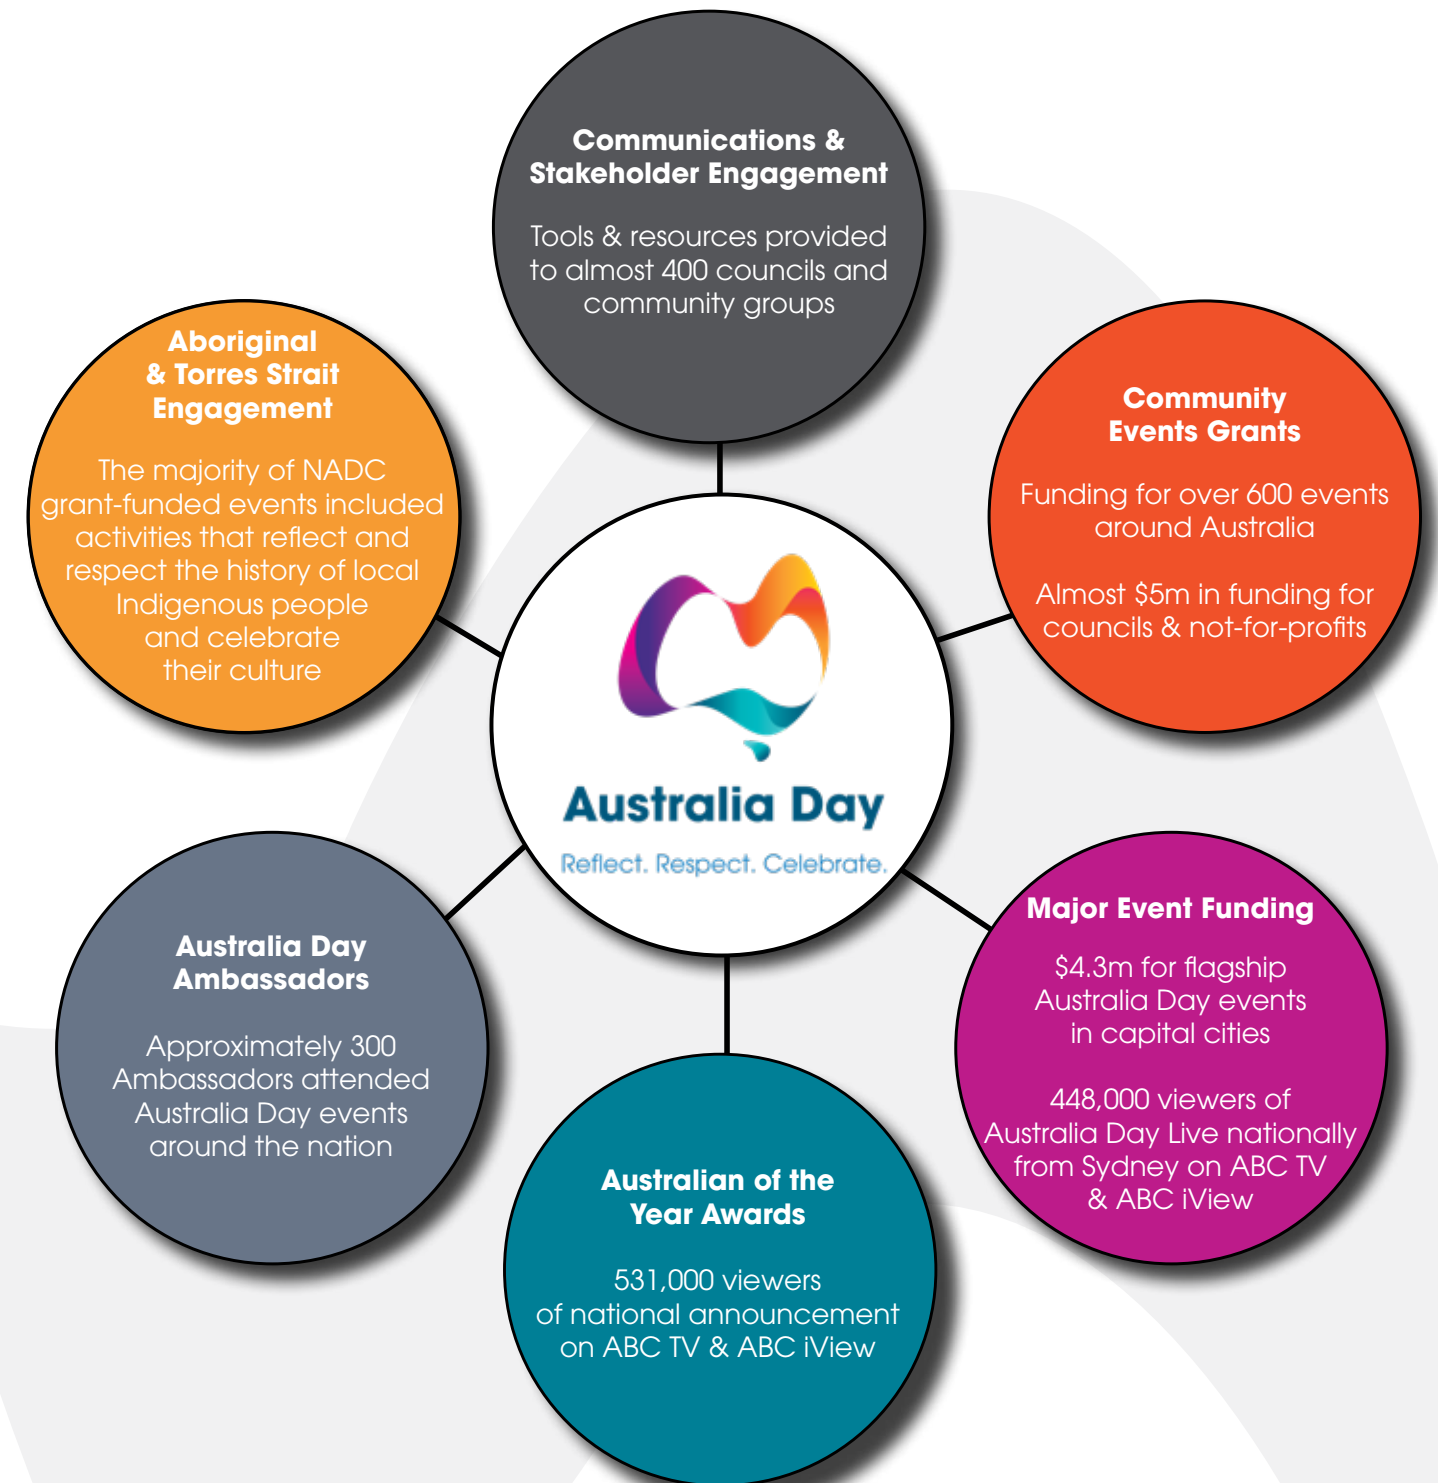 Communications &
Stakeholder Engagement
Tools & resources provided
to almost 400 councils and
community groups
Aboriginal
& Torres Strait
Engagement
The majority of NADC
grant-funded events included
activities that reflect and
respect the history of local
Indigenous people
and celebrate
their culture
Community
Events Grants
Funding for over 600 events
around Australia
Almost $5m in funding for
councils & not-for-profits
Australia Day
Reflect. Respect. Celebrate.
Australia Day
Ambassadors
Approximately 300
Ambassadors attended
Australia Day events
around the nation
Major Event Funding
$4.3m for flagship
Australia Day events
in capital cities
448,000 viewers of
Australia Day Live nationally
from Sydney on ABC TV
& ABC iView
Australian of the
Year Awards
531,000 viewers
of national announcement
on ABC TV & ABC iView